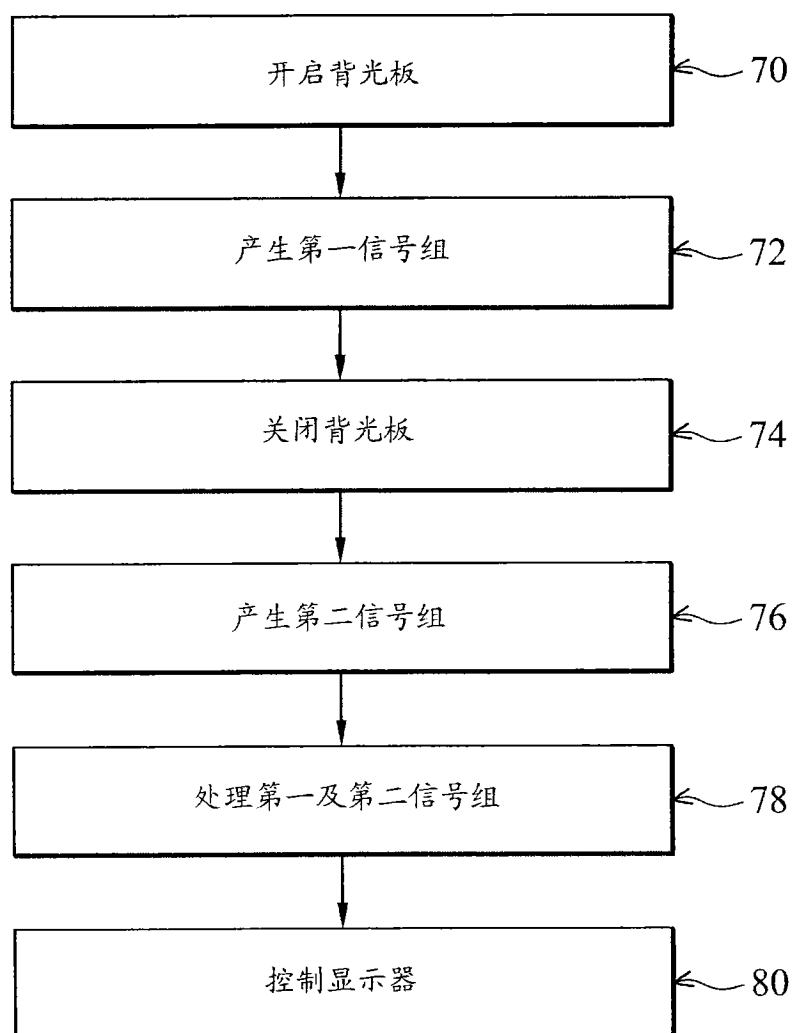 开启背光板 70
产生第一信号组 72
关闭背光板 74
产生第二信号组 76
处理第一及第二信号组 78
控制显示器 80